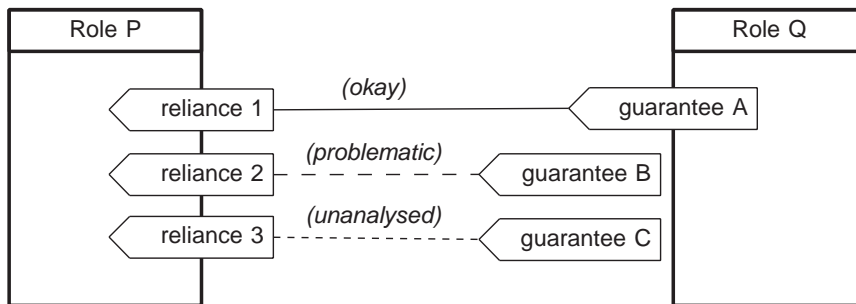 Role P
Role Q
(okay)
reliance 1
guarantee A
(problematic)
reliance 2
guarantee B
(unanalysed)
reliance 3
guarantee C